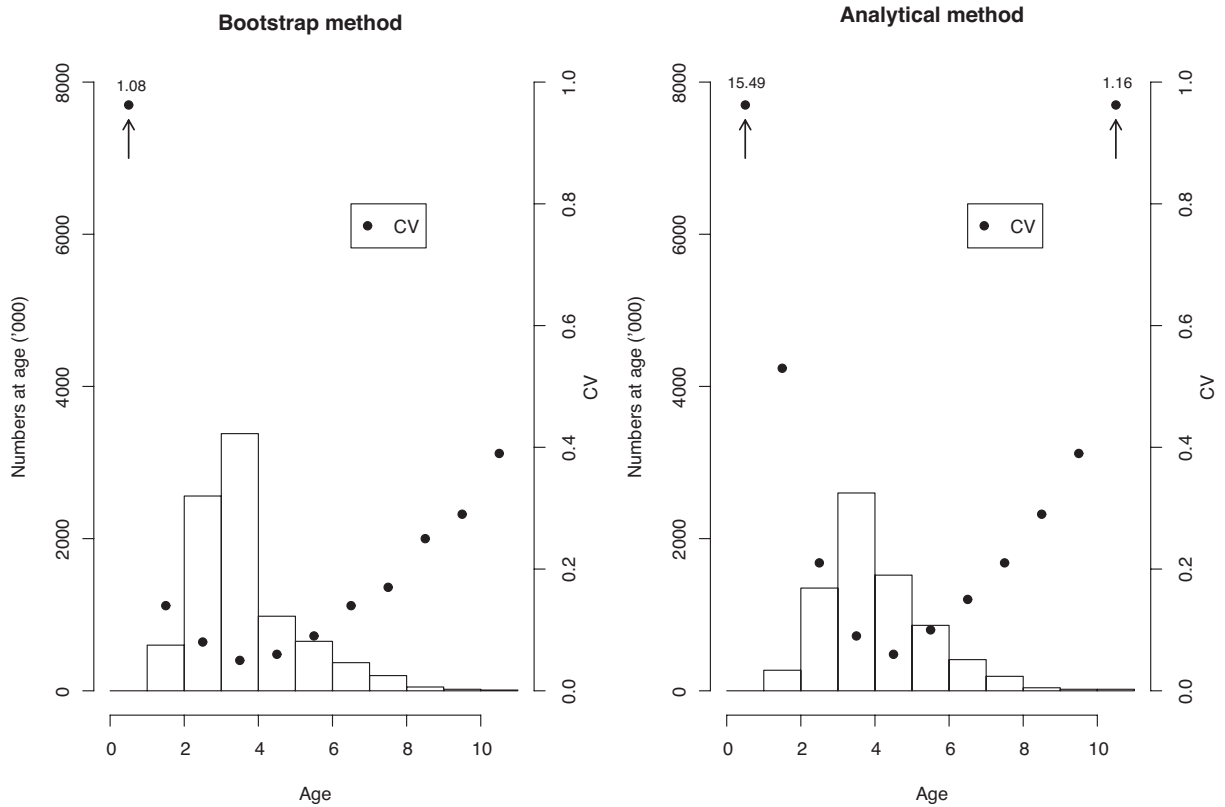 Bootstrap method
8000
6000
4000
2000
0
Numbers at age ('000)
1.08
CV
1.0
0.8
0.6
0.4
0.2
0.0
CV
0 2 4 6 8 10
Age
Analytical method
8000
6000
4000
2000
0
Numbers at age ('000)
15.49
1.16
CV
1.0
0.8
0.6
0.4
0.2
0.0
CV
0 2 4 6 8 10
Age